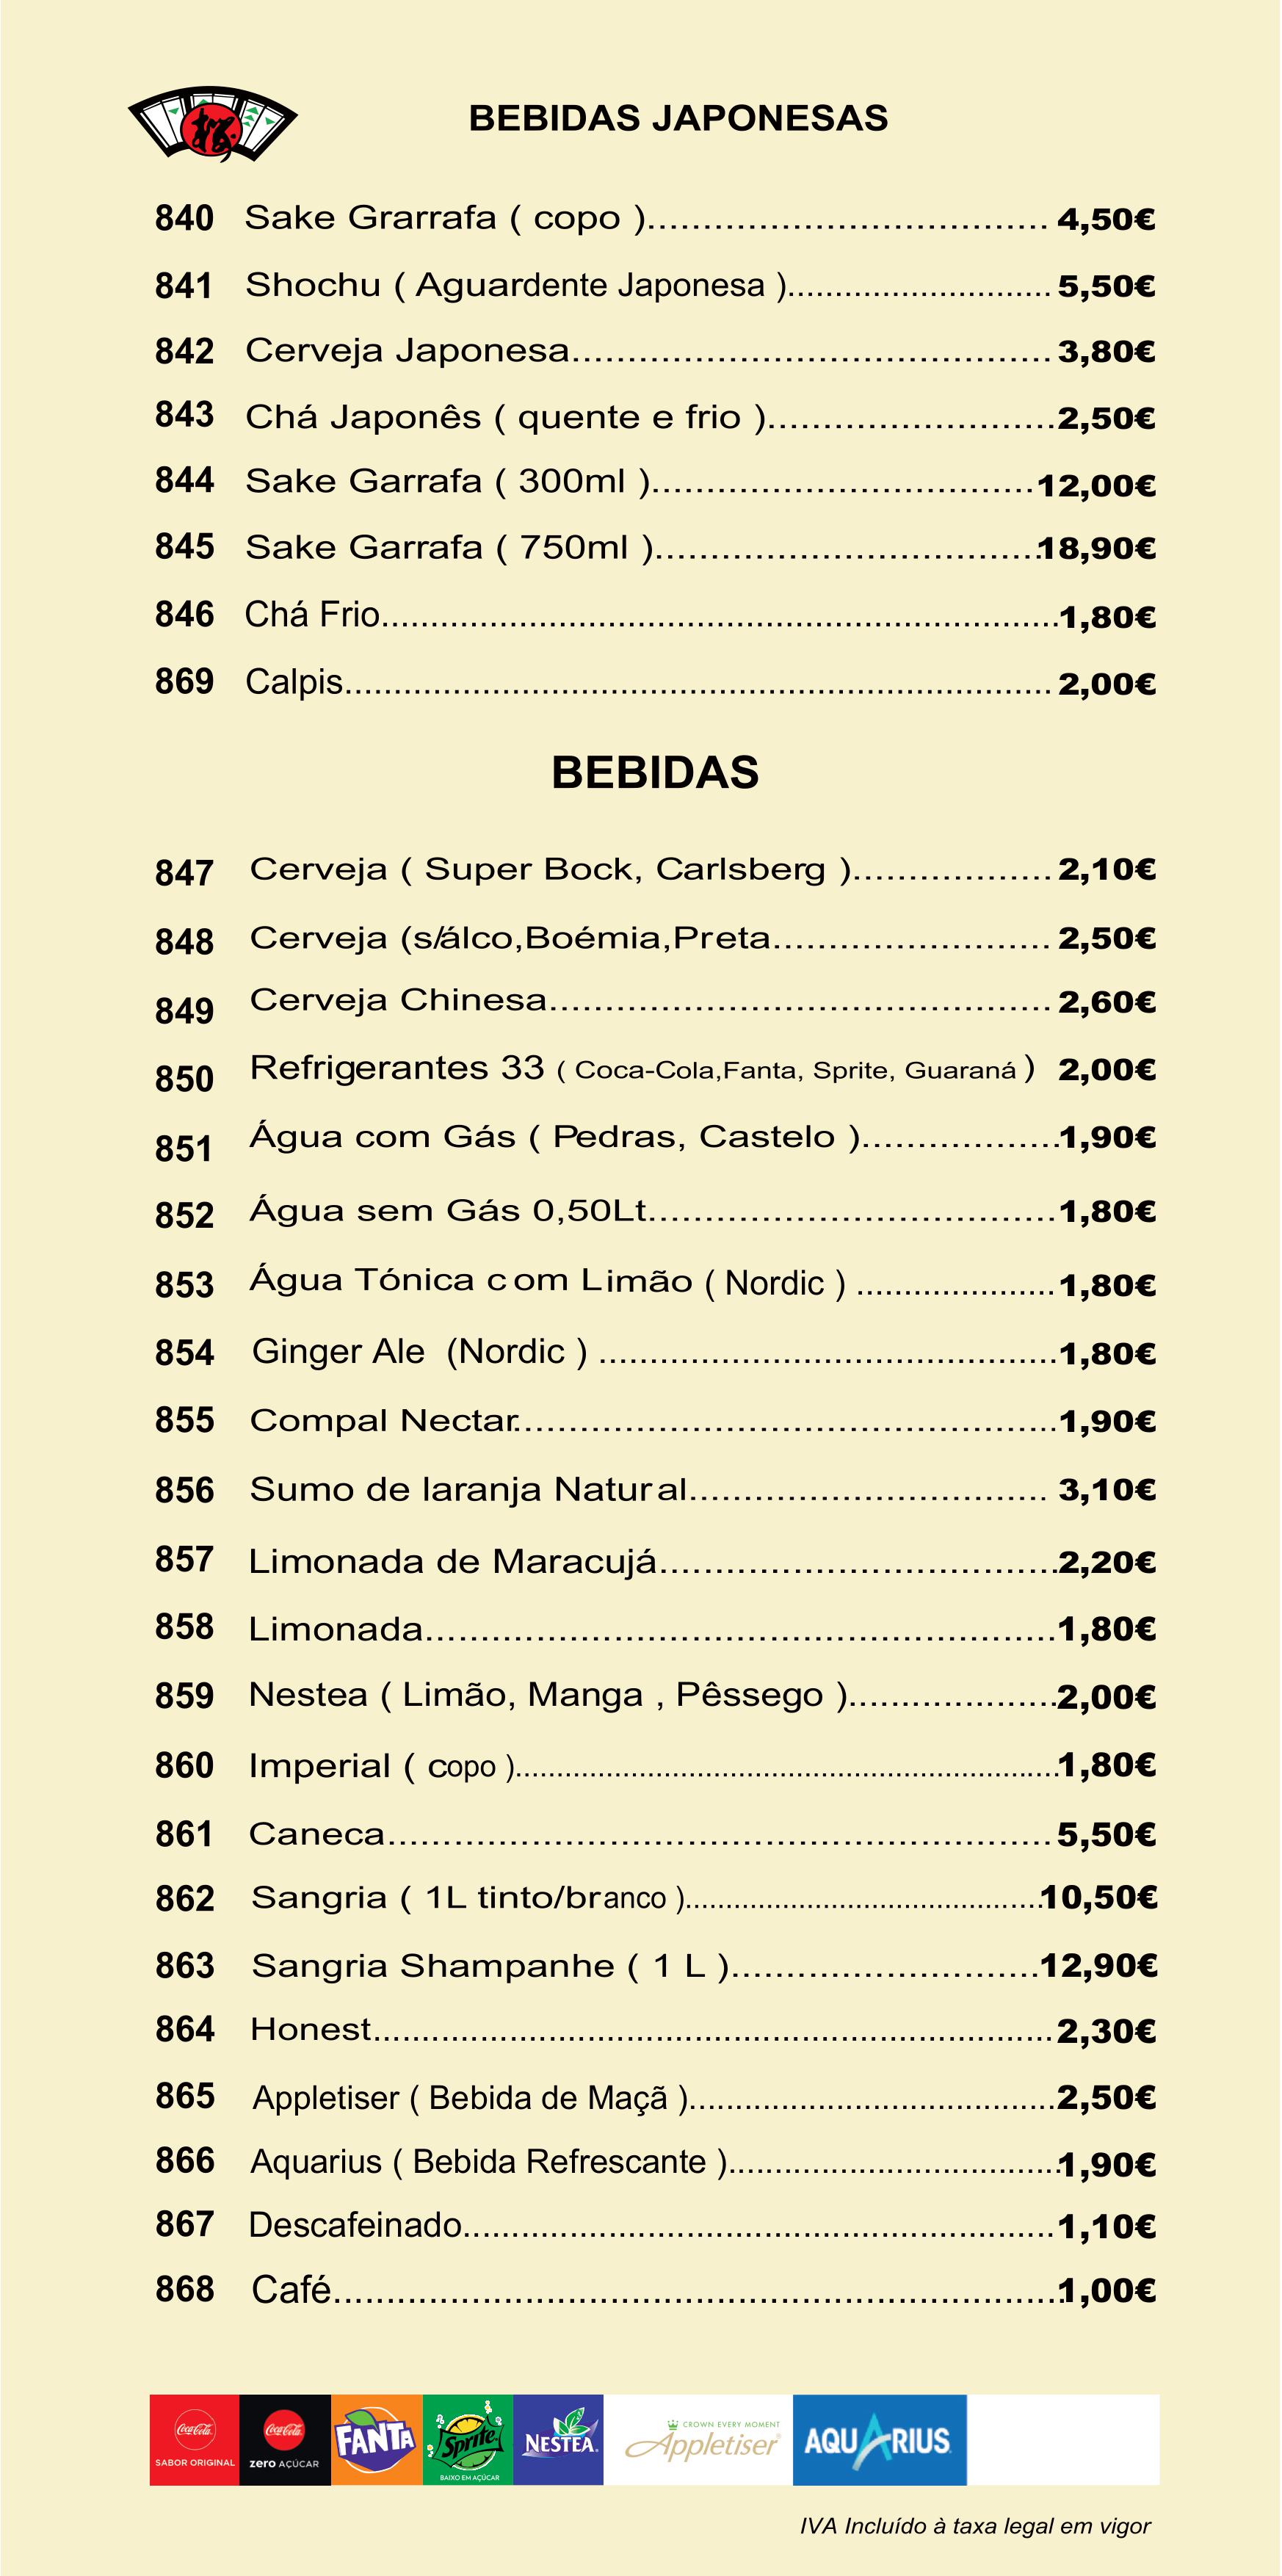 BEBIDAS JAPONESAS
840 Sake Grarrafa ( copo ).................................... 4,50€
841 Shochu ( Aguardente Japonesa )............................ 5,50€
842 Cerveja Japonesa........................................... 3,80€
843 Chá Japonês ( quente e frio )..........................2,50€
844 Sake Garrafa ( 300ml )...................................12,00€
845 Sake Garrafa ( 750ml )...................................18,90€
846 Chá Frio.....................................................................1,80€
869 Calpis........................................................................ 2,00€
BEBIDAS
847 Cerveja ( Super Bock, Carlsberg ).................. 2,10€
848 Cerveja (s/álco,Boémia,Preta......................... 2,50€
849 Cerveja Chinesa............................................. 2,60€
850 Refrigerantes 33 ( Coca-Cola,Fanta, Sprite, Guaraná ) 2,00€
851 Água com Gás ( Pedras, Castelo )..................1,90€
852 Água sem Gás 0,50Lt.....................................1,80€
853 Água Tónica com Limão ( Nordic ) .................... 1,80€
854 Ginger Ale (Nordic ) .............................................1,80€
855 Compal Nectar................................................1,90€
856 Sumo de laranja Natural................................ 3,10€
857 Limonada de Maracujá....................................2,20€
858 Limonada.........................................................1,80€
859 Nestea ( Limão, Manga , Pêssego )...................2,00€
860 Imperial ( copo ).................................................................1,80€
861 Caneca............................................................ 5,50€
862 Sangria ( 1L tinto/branco )...........................................10,50€
863 Sangria Shampanhe ( 1 L )............................12,90€
864 Honest.................................................................... 2,30€
865 Appletiser ( Bebida de Maçã )....................................2,50€
866 Aquarius ( Bebida Refrescante )..................................1,90€
867 Descafeinado............................................................1,10€
868 Café.....................................................................1,00€
Coca-Cola SABOR ORIGINAL Coca-Cola zero AÇÚCAR FANTA Sprite BAIXO EM AÇÚCAR NESTEA. CROWN EVERY MOMENT Appletiser AQUARIUS
IVA Incluído à taxa legal em vigor